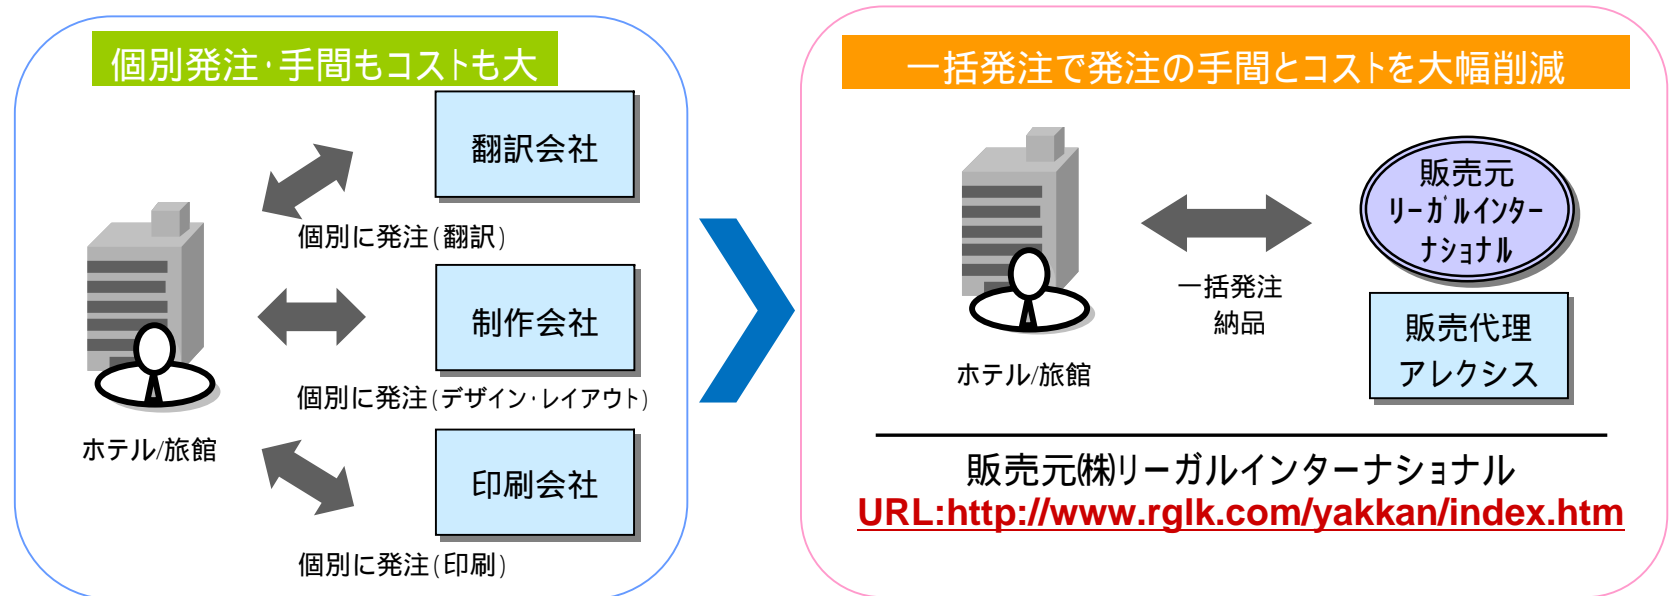 個別発注・手間もコストも大
翻訳会社
個別に発注(翻訳)
制作会社
個別に発注(デザイン・レイアウト)
ホテル/旅館
印刷会社
個別に発注(印刷)
一括発注で発注の手間とコストを大幅削減
販売元
リーガルインター
ナショナル
一括発注
納品
販売代理
アレクシス
ホテル/旅館
販売元㈱リーガルインターナショナル
URL:http://www.rglk.com/yakkan/index.htm